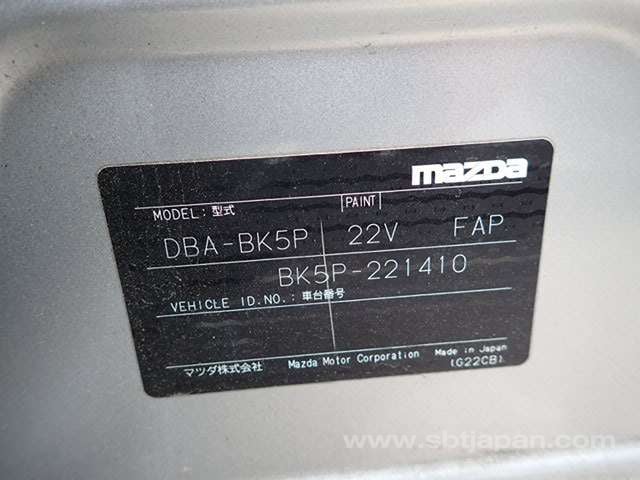 mazda
MODEL: 型式 PAINT
DBA-BK5P 22V FAP
BK5P-221410
VEHICLE ID.NO.: 車台番号
マツダ株式会社 Mazda Motor Corporation Made in Japan
(G22CB)
www.sbtjapan.com